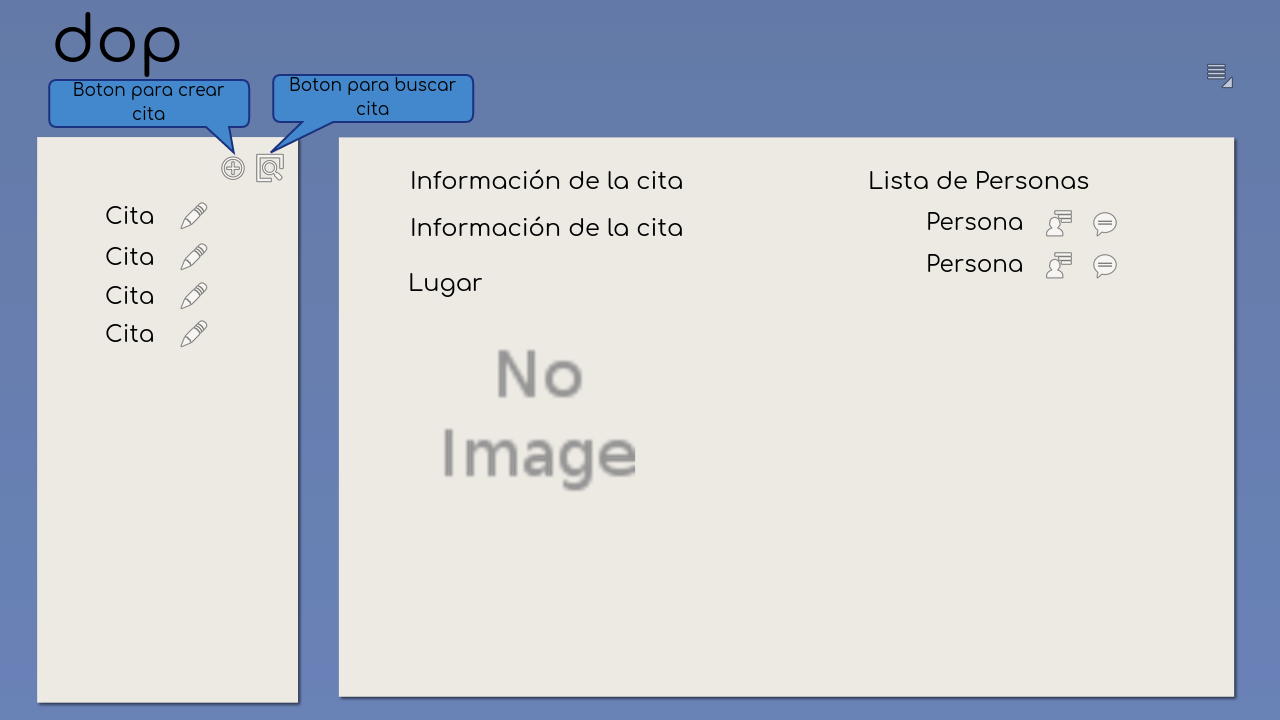 dop
Boton para crear
cita
Boton para buscar
cita
Cita
Cita
Cita
Cita
Información de la cita
Información de la cita
Lugar
No
Image
Lista de Personas
Persona
Persona